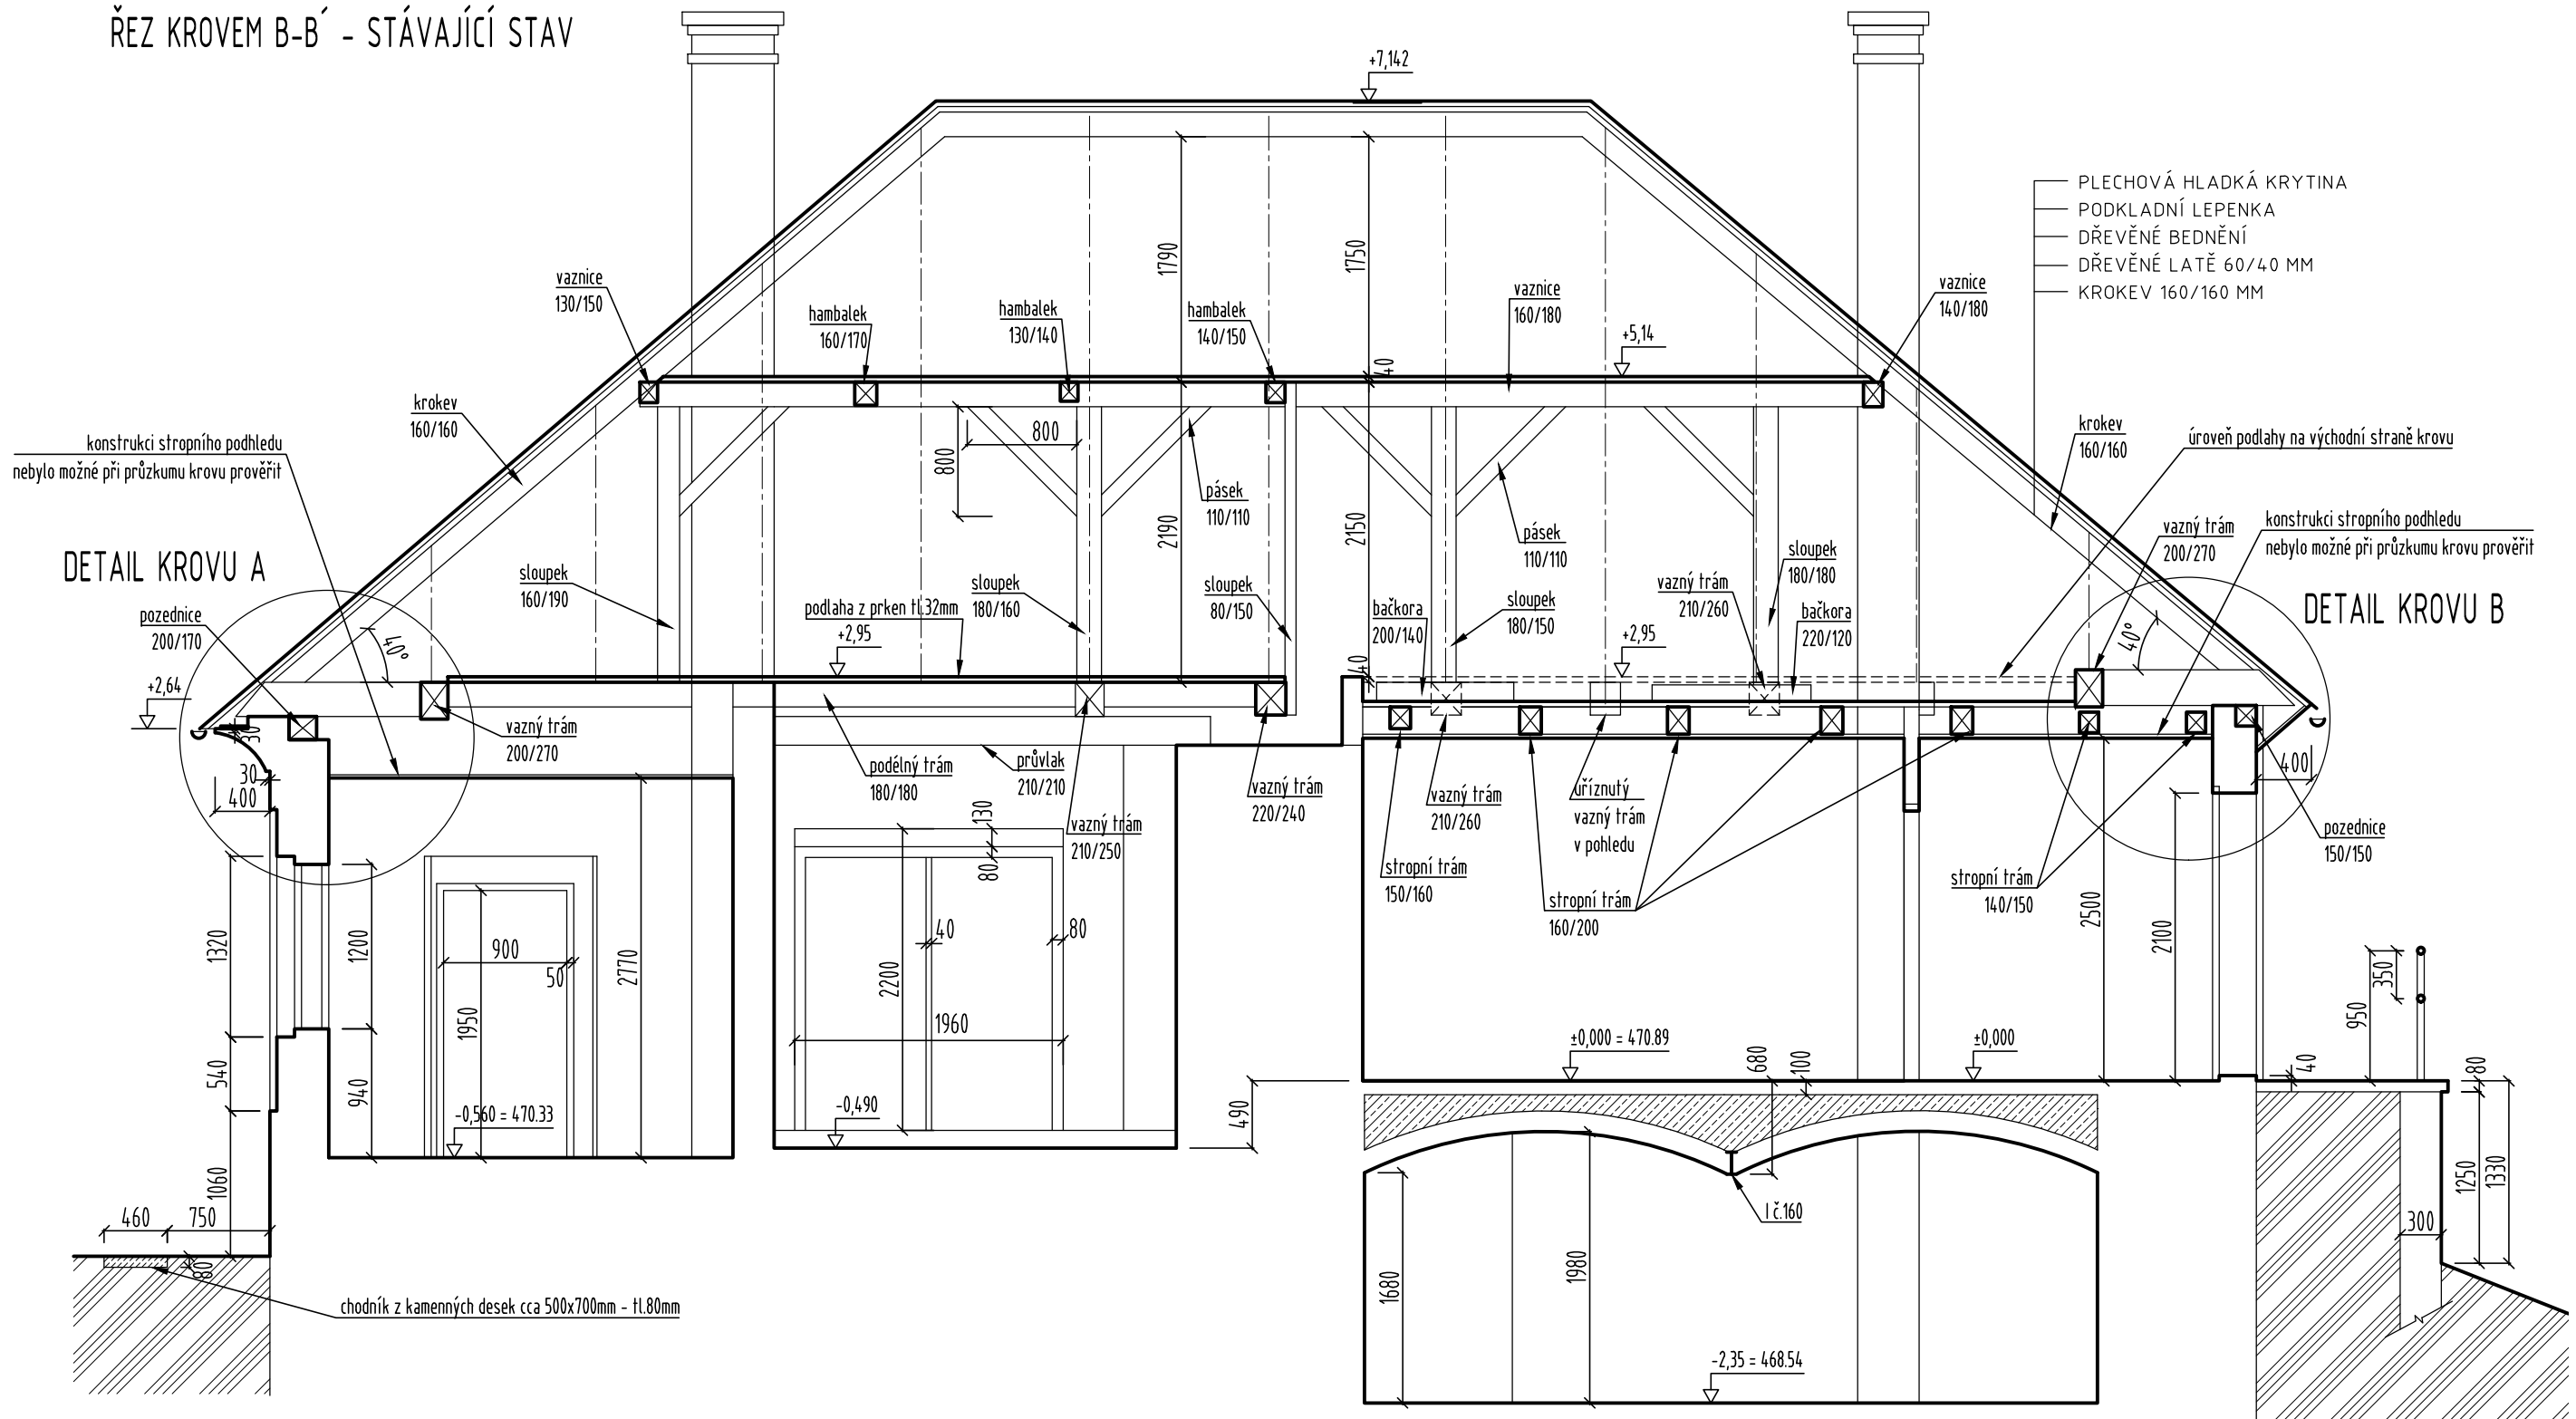 ŘEZ KROVEM B-B´ - STÁVAJÍCÍ STAV
+7,142
PLECHOVÁ HLADKÁ KRYTINA
PODKLADNÍ LEPENKA
DŘEVĚNÉ BEDNĚNÍ
DŘEVĚNÉ LATĚ 60/40 MM
KROKEV 160/160 MM
1790
1750
vaznice
130/150
hambalek
160/170
hambalek
130/140
hambalek
140/150
vaznice
160/180
+5,14
40
vaznice
140/180
krokev
160/160
konstrukci stropního podhledu
nebylo možné při průzkumu krovu prověřit
800
800
pásek
110/110
2190
2150
pásek
110/110
krokev
160/160
úroveň podlahy na východní straně krovu
vazný trám
200/270
konstrukci stropního podhledu
nebylo možné při průzkumu krovu prověřit
DETAIL KROVU A
DETAIL KROVU B
pozednice
200/170
40°
sloupek
160/190
podlaha z prken tl.32mm
+2,95
sloupek
180/160
sloupek
80/150
bačkora
200/140
sloupek
180/150
vazný trám
210/260
sloupek
180/180
bačkora
220/120
+2,95
40
40°
+2,64
30
30
400
vazný trám
200/270
podélný trám
180/180
průvlak
210/210
vazný trám
210/250
vazný trám
220/240
vazný trám
210/260
uříznutý
vazný trám
v pohledu
stropní trám
150/160
stropní trám
160/200
stropní trám
140/150
400
pozednice
150/150
130
80
1320
1200
900
50
1950
2770
2200
40
80
1960
2500
2100
950
350
540
940
1060
-0,560 = 470.33
-0,490
490
±0,000 = 470.89
±0,000
680
100
40
80
1250
1330
300
460
750
80
chodník z kamenných desek cca 500x700mm - tl.80mm
I č.160
1680
1980
-2,35 = 468.54